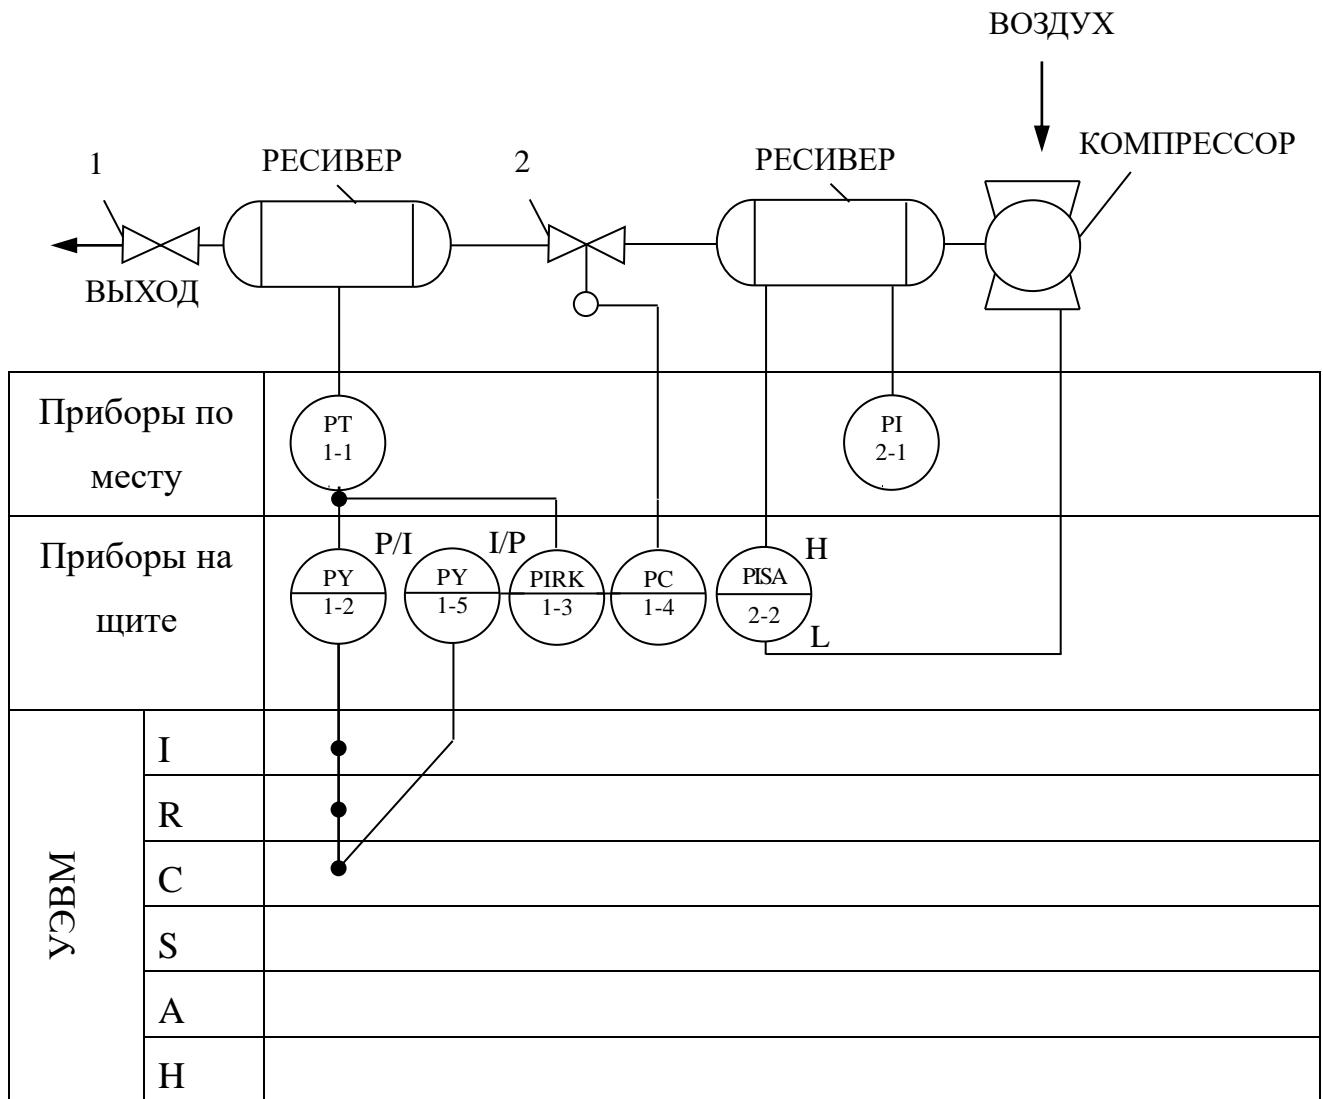 ВОЗДУХ
КОМПРЕССОР
1
РЕСИВЕР
2
РЕСИВЕР
ВЫХОД
Приборы по
месту
PT
1-1
PI
2-1
Приборы на
щите
P/I
I/P
H
PY
1-2
PY
1-5
PIRK
1-3
PC
1-4
PISA
2-2
L
УЭВМ
I
R
C
S
A
H